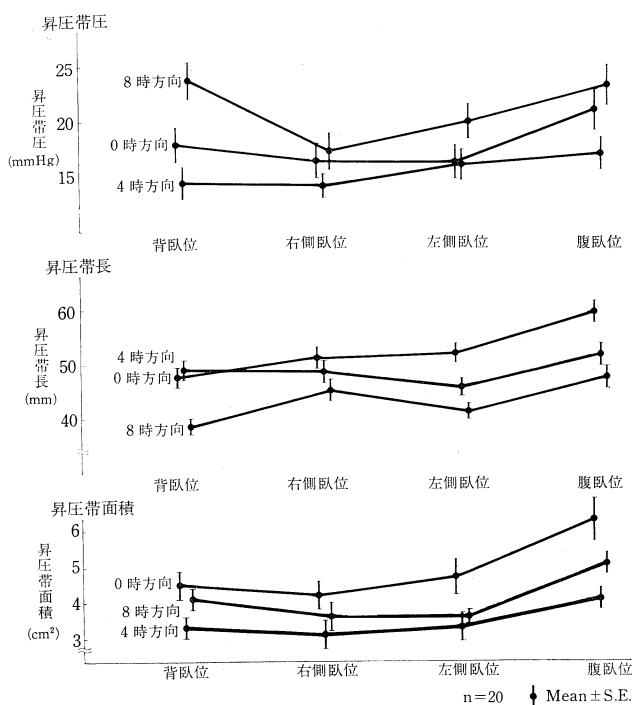 昇圧帯圧
昇圧帯圧
(mmHg)
25
20
15
8時方向
0時方向
4時方向
背臥位 右側臥位 左側臥位 腹臥位
昇圧帯長
昇圧帯長
(mm)
60
50
40
4時方向
0時方向
8時方向
背臥位 右側臥位 左側臥位 腹臥位
昇圧帯面積
昇圧帯面積
(cm²)
6
5
4
3
0時方向
8時方向
4時方向
背臥位 右側臥位 左側臥位 腹臥位
n=20 Mean±S.E.